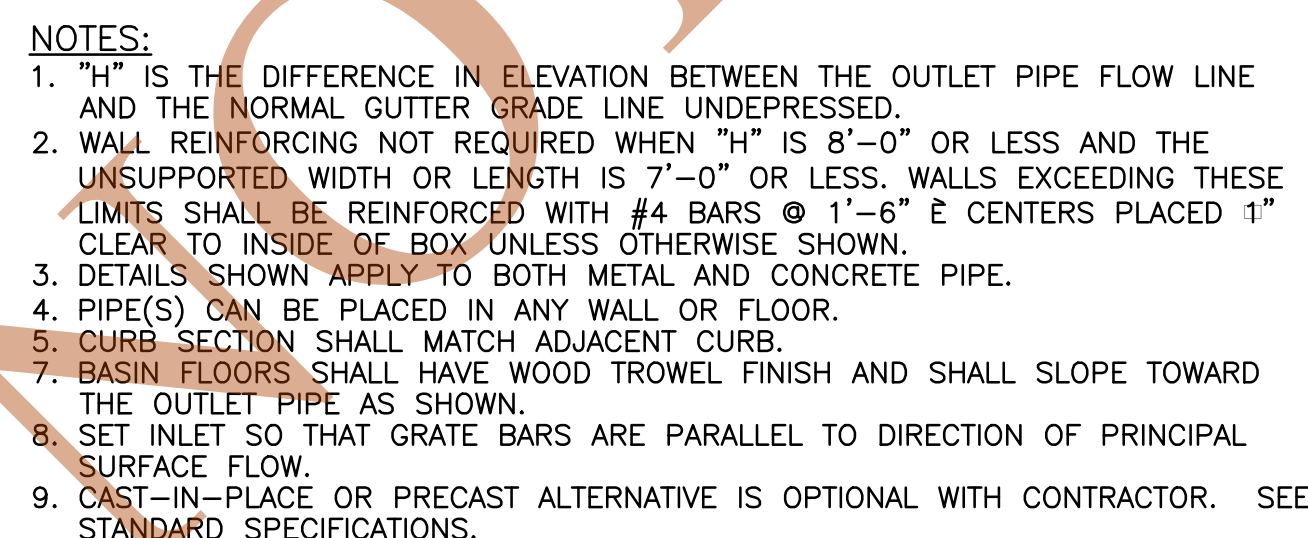 NOTES:
1. "H" IS THE DIFFERENCE IN ELEVATION BETWEEN THE OUTLET PIPE FLOW LINE
AND THE NORMAL GUTTER GRADE LINE UNDEPRESSED.
2. WALL REINFORCING NOT REQUIRED WHEN "H" IS 8'-0" OR LESS AND THE
UNSUPPORTED WIDTH OR LENGTH IS 7'-0" OR LESS. WALLS EXCEEDING THESE
LIMITS SHALL BE REINFORCED WITH #4 BARS @ 1'-6" È CENTERS PLACED
CLEAR TO INSIDE OF BOX UNLESS OTHERWISE SHOWN.
3. DETAILS SHOWN APPLY TO BOTH METAL AND CONCRETE PIPE.
4. PIPE(S) CAN BE PLACED IN ANY WALL OR FLOOR.
5. CURB SECTION SHALL MATCH ADJACENT CURB.
7. BASIN FLOORS SHALL HAVE WOOD TROWEL FINISH AND SHALL SLOPE TOWARD
THE OUTLET PIPE AS SHOWN.
8. SET INLET SO THAT GRATE BARS ARE PARALLEL TO DIRECTION OF PRINCIPAL
SURFACE FLOW.
9. CAST-IN-PLACE OR PRECAST ALTERNATIVE IS OPTIONAL WITH CONTRACTOR. SEE
STANDARD SPECIFICATIONS.